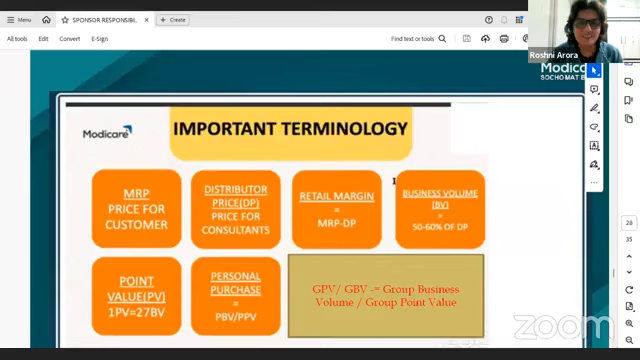 Menu
SPONSOR RESPONSIBI
Create
All tools
Edit
Convert
E-Sign
Find text or tools
Roshni Arora
Modicare
SOCHO MAT B
Modicare
IMPORTANT TERMINOLOGY
MRP
PRICE FOR
CUSTOMER
DISTRIBUTOR
PRICE(DP)
PRICE FOR
CONSULTANTS
RETAIL MARGIN
=
MRP-DP
BUSINESS VOLUME
(BV)
=
50-60% OF DP
POINT
VALUE(PV)
1PV=27BV
PERSONAL
PURCHASE
=
PBV/PPV
GPV/ GBV -= Group Business
Volume / Group Point Value
28
35
zoom